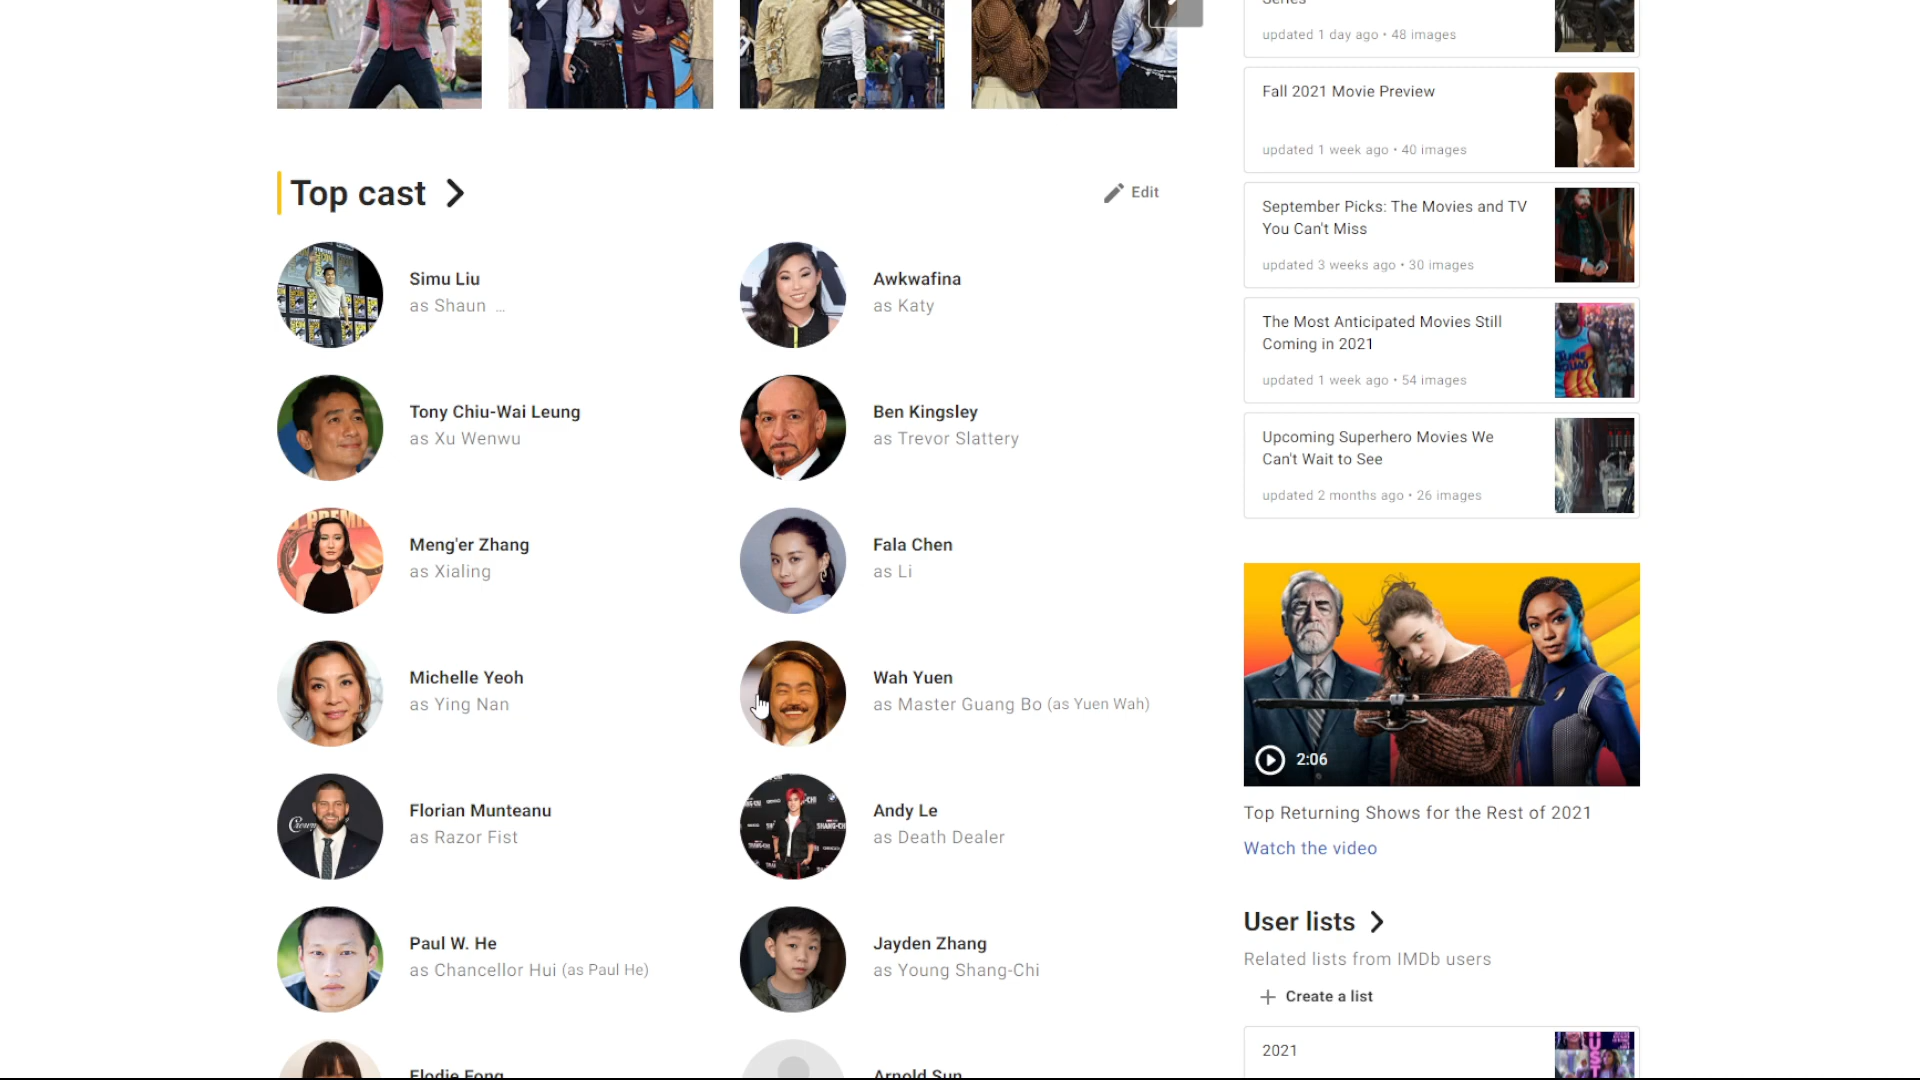 Top cast
Edit
Simu Liu
as Shaun ...
Awkwafina
as Katy
Tony Chiu-Wai Leung
as Xu Wenwu
Ben Kingsley
as Trevor Slattery
Meng'er Zhang
as Xialing
Fala Chen
as Li
Michelle Yeoh
as Ying Nan
Wah Yuen
as Master Guang Bo (as Yuen Wah)
Florian Munteanu
as Razor Fist
Andy Le
as Death Dealer
Paul W. He
as Chancellor Hui (as Paul He)
Jayden Zhang
as Young Shang-Chi
Elodie Fong
Arnold Sun
Series
updated 1 day ago • 48 images
Fall 2021 Movie Preview
updated 1 week ago • 40 images
September Picks: The Movies and TV
You Can't Miss
updated 3 weeks ago • 30 images
The Most Anticipated Movies Still
Coming in 2021
updated 1 week ago • 54 images
Upcoming Superhero Movies We
Can't Wait to See
updated 2 months ago • 26 images
2:06
Top Returning Shows for the Rest of 2021
Watch the video
User lists
Related lists from IMDb users
Create a list
2021